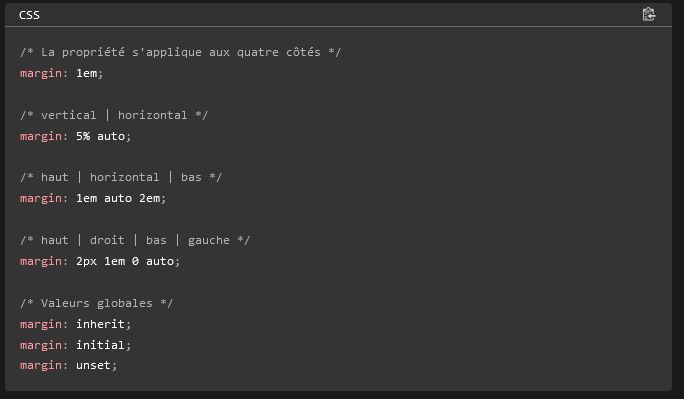 CSS
/* La propriété s'applique aux quatre côtés */
margin: 1em;
/* vertical | horizontal */
margin: 5% auto;
/* haut | horizontal | bas */
margin: 1em auto 2em;
/* haut | droit | bas | gauche */
margin: 2px 1em 0 auto;
/* Valeurs globales */
margin: inherit;
margin: initial;
margin: unset;